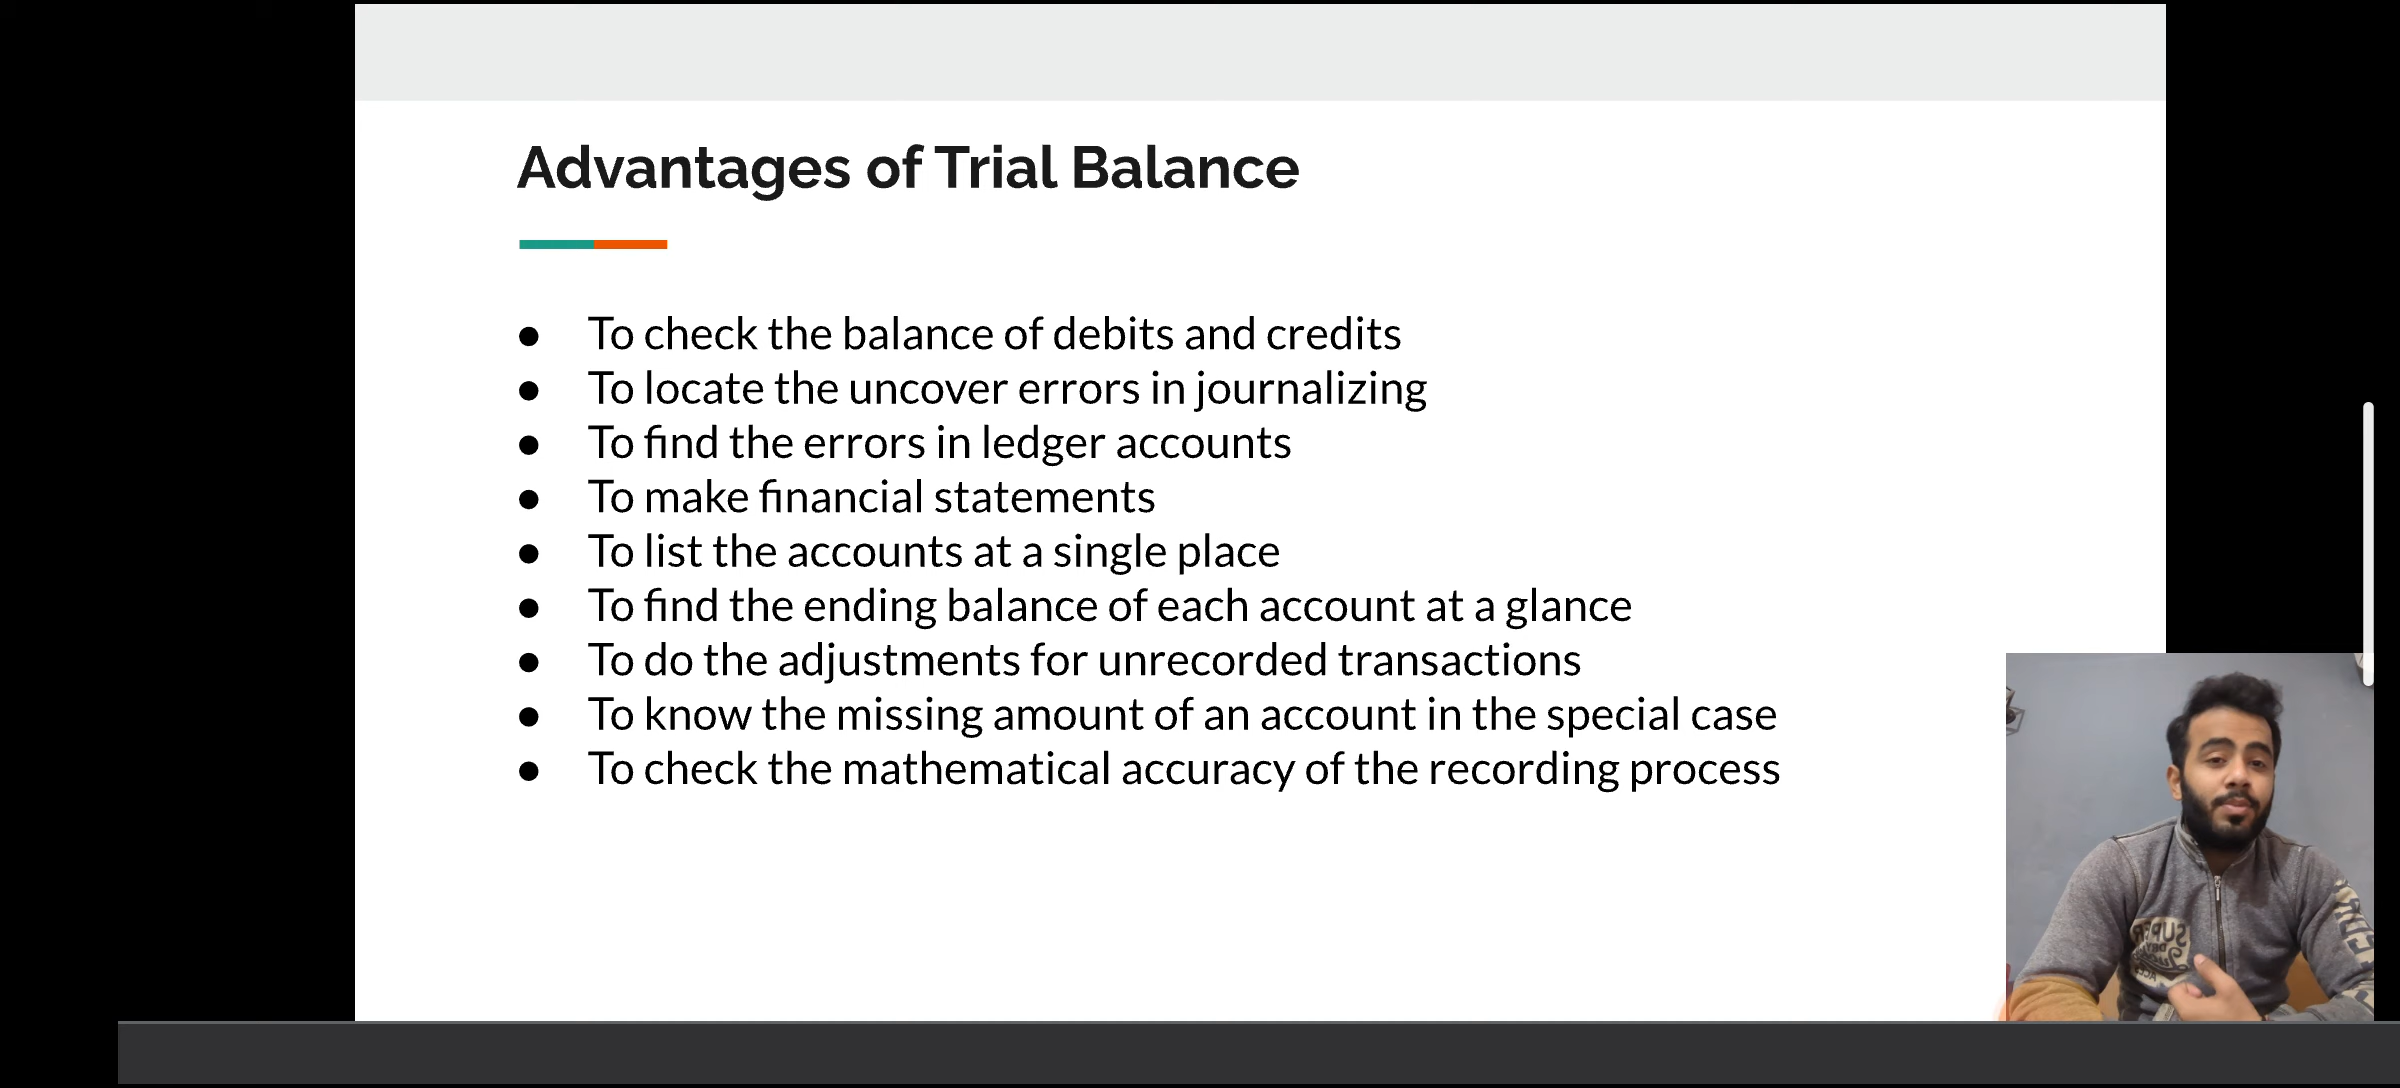 Advantages of Trial Balance
● To check the balance of debits and credits
● To locate the uncover errors in journalizing
● To find the errors in ledger accounts
● To make financial statements
● To list the accounts at a single place
● To find the ending balance of each account at a glance
● To do the adjustments for unrecorded transactions
● To know the missing amount of an account in the special case
● To check the mathematical accuracy of the recording process